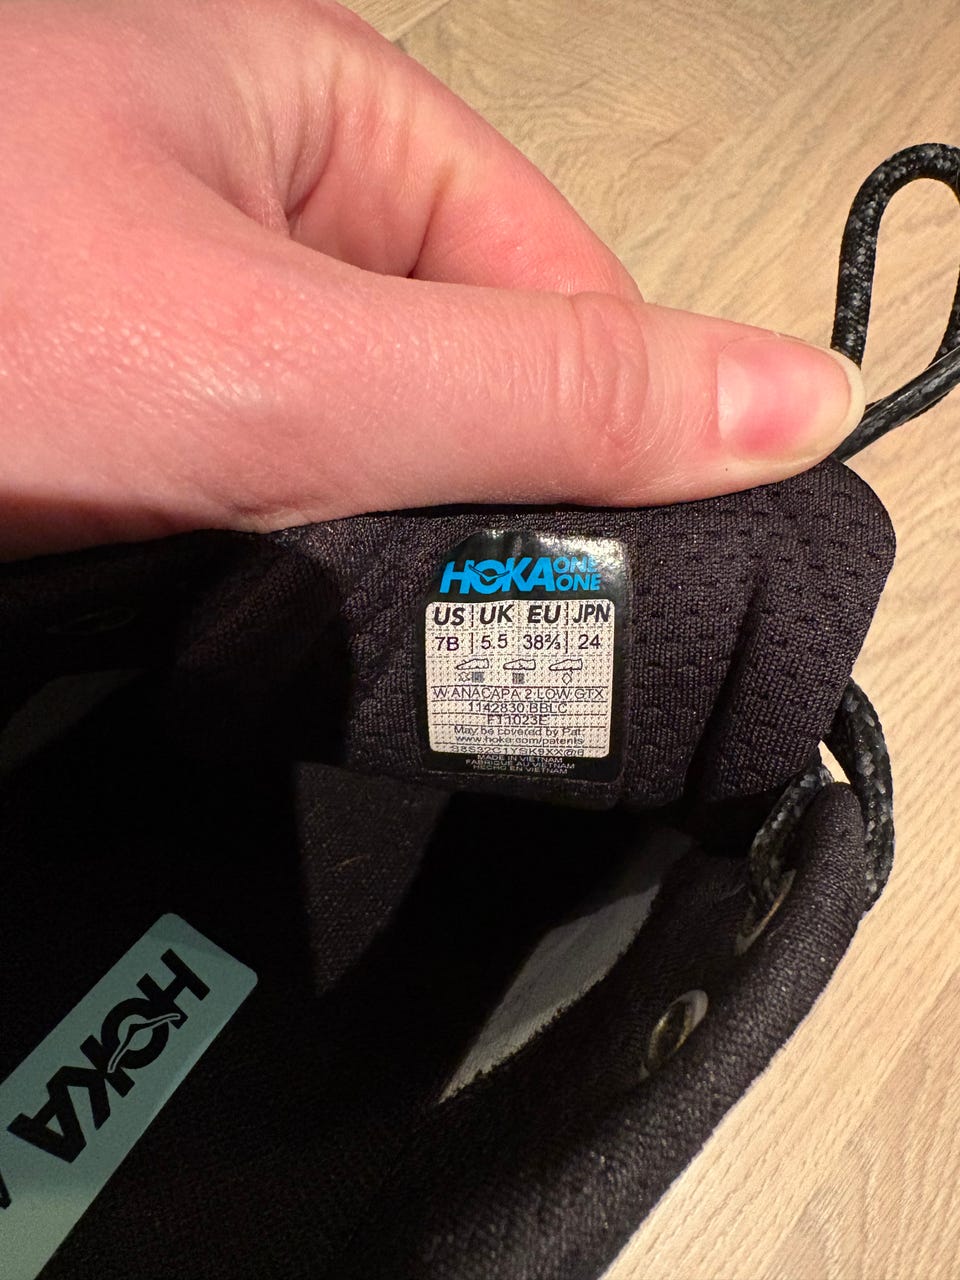 HOKA ONE ONE
US UK EU JPN
7B 5.5 38⅔ 24
W ANACAPA 2 LOW GTX
1142830 BBLC
FT1023E
May be covered by Pat.
www.hoka.com/patents
MADE IN VIETNAM
FABRIQUÉ AU VIETNAM
HECHO EN VIETNAM
HOKA